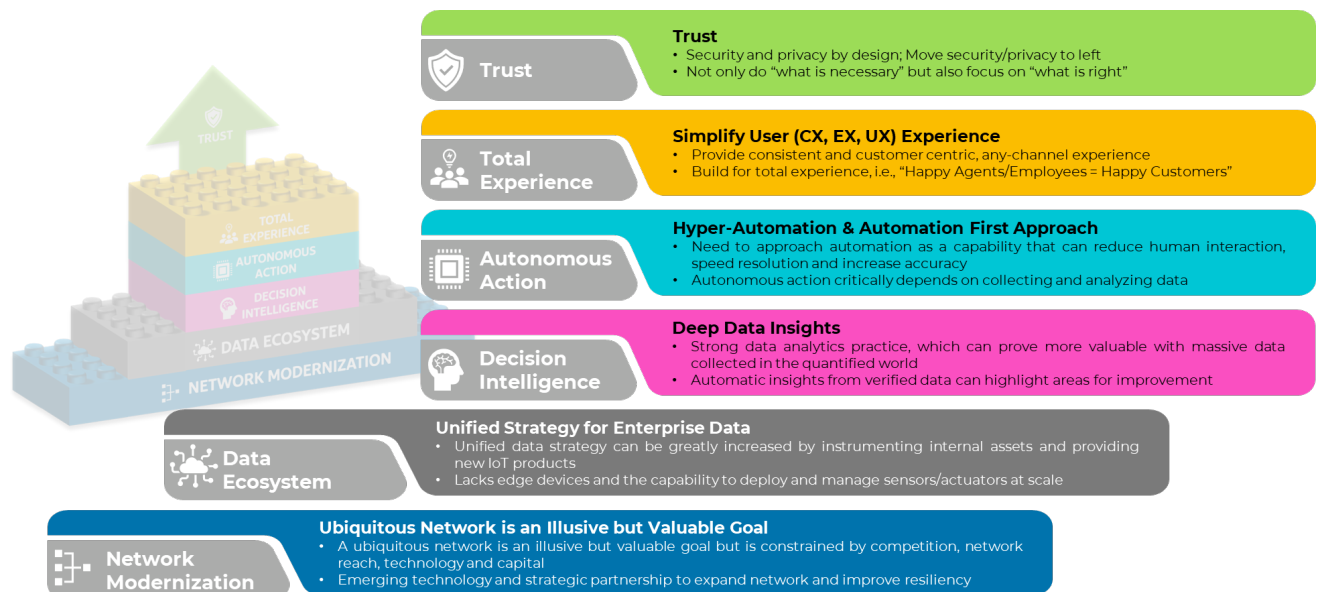 TRUST
TOTAL
EXPERIENCE
AUTONOMOUS
ACTION
DECISION
INTELLIGENCE
DATA ECOSYSTEM
NETWORK MODERNIZATION
Trust
Trust
• Security and privacy by design; Move security/privacy to left
• Not only do “what is necessary” but also focus on “what is right”
Total
Experience
Simplify User (CX, EX, UX) Experience
• Provide consistent and customer centric, any-channel experience
• Build for total experience, i.e., “Happy Agents/Employees = Happy Customers”
Autonomous
Action
Hyper-Automation & Automation First Approach
• Need to approach automation as a capability that can reduce human interaction,
speed resolution and increase accuracy
• Autonomous action critically depends on collecting and analyzing data
Decision
Intelligence
Deep Data Insights
• Strong data analytics practice, which can prove more valuable with massive data
collected in the quantified world
• Automatic insights from verified data can highlight areas for improvement
Data
Ecosystem
Unified Strategy for Enterprise Data
• Unified data strategy can be greatly increased by instrumenting internal assets and providing
new IoT products
• Lacks edge devices and the capability to deploy and manage sensors/actuators at scale
Network
Modernization
Ubiquitous Network is an Illusive but Valuable Goal
• A ubiquitous network is an illusive but valuable goal but is constrained by competition, network
reach, technology and capital
• Emerging technology and strategic partnership to expand network and improve resiliency